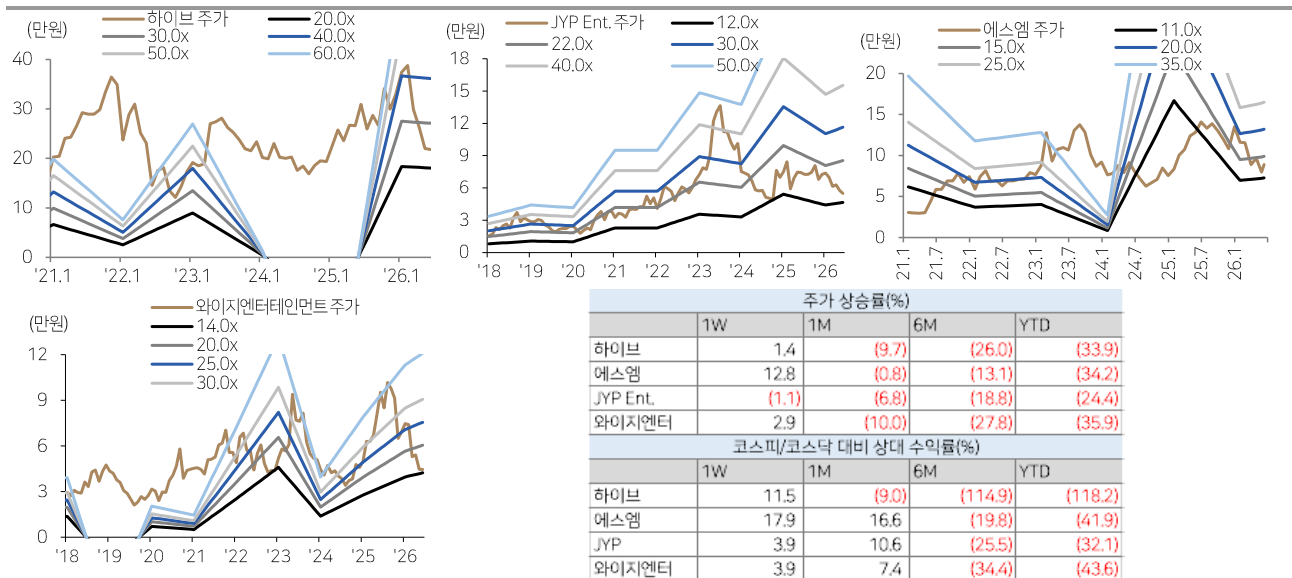 (만원)
하이브 주가 20.0x
30.0x 40.0x
50.0x 60.0x
40
30
20
10
0
'21.1 '22.1 '23.1 '24.1 '25.1 '26.1
(만원)
JYP Ent. 주가 12.0x
22.0x 30.0x
40.0x 50.0x
18
15
12
9
6
3
0
'18 '19 '20 '21 '22 '23 '24 '25 '26
(만원)
에스엠 주가 11.0x
15.0x 20.0x
25.0x 35.0x
20
15
10
5
0
21.1 21.7 22.1 22.7 23.1 23.7 24.1 24.7 25.1 25.7 26.1
(만원)
와이지엔터테인먼트 주가
14.0x
20.0x
25.0x
30.0x
12
9
6
3
0
'18 '19 '20 '21 '22 '23 '24 '25 '26
주가 상승률(%)
1W 1M 6M YTD
하이브 1.4 (9.7) (26.0) (33.9)
에스엠 12.8 (0.8) (13.1) (34.2)
JYP Ent. (1.1) (6.8) (18.8) (24.4)
와이지엔터 2.9 (10.0) (27.8) (35.9)
코스피/코스닥 대비 상대 수익률(%)
1W 1M 6M YTD
하이브 11.5 (9.0) (114.9) (118.2)
에스엠 17.9 16.6 (19.8) (41.9)
JYP 3.9 10.6 (25.5) (32.1)
와이지엔터 3.9 7.4 (34.4) (43.6)